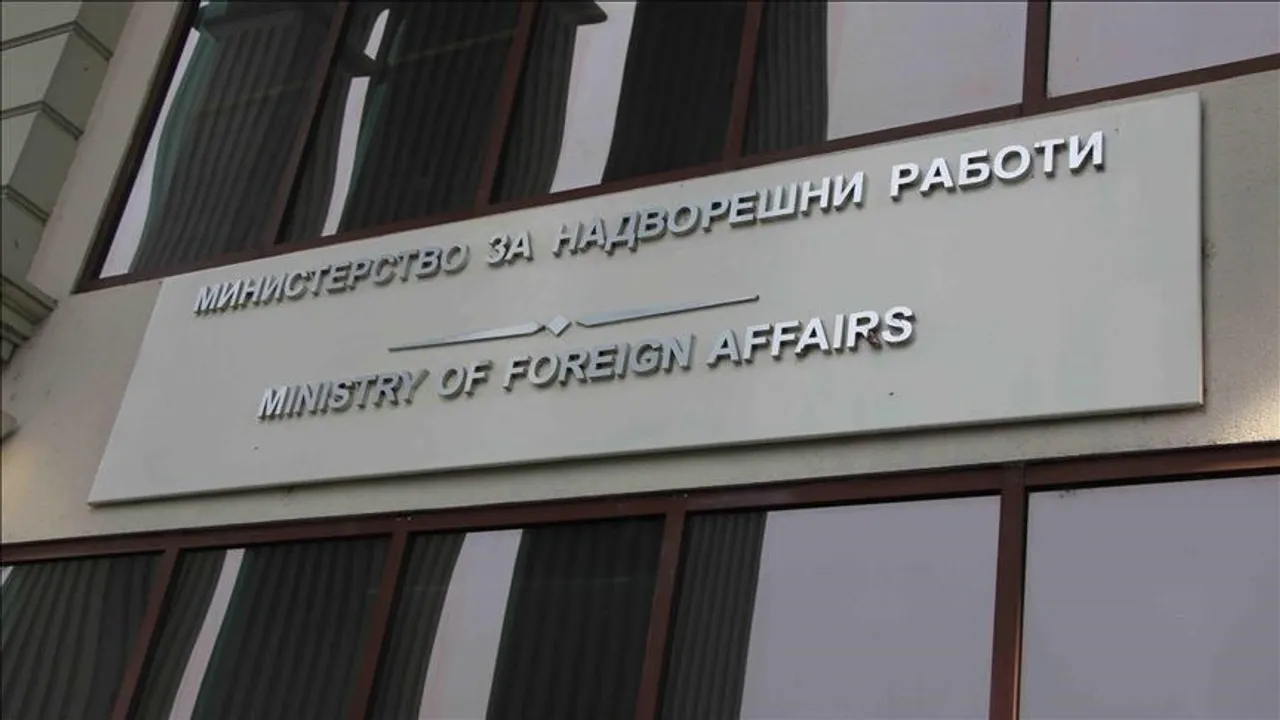 МИНИСТЕРСТВО ЗА НАДВОРЕШНИ РАБОТИ
MINISTRY OF FOREIGN AFFAIRS